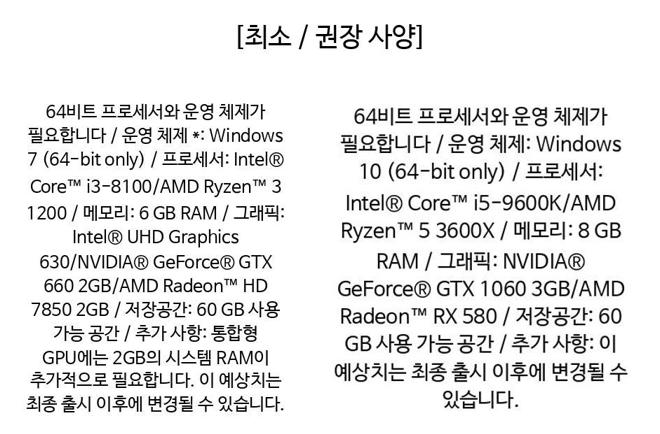 [최소 / 권장 사양]
64비트 프로세서와 운영 체제가
필요합니다 / 운영 체제 *: Windows
7 (64-bit only) / 프로세서: Intel®
Core™ i3-8100/AMD Ryzen™ 3
1200 / 메모리: 6 GB RAM / 그래픽:
Intel® UHD Graphics
630/NVIDIA® GeForce® GTX
660 2GB/AMD Radeon™ HD
7850 2GB / 저장공간: 60 GB 사용
가능 공간 / 추가 사항: 통합형
GPU에는 2GB의 시스템 RAM이
추가적으로 필요합니다. 이 예상치는
최종 출시 이후에 변경될 수 있습니다.
64비트 프로세서와 운영 체제가
필요합니다 / 운영 체제: Windows
10 (64-bit only) / 프로세서:
Intel® Core™ i5-9600K/AMD
Ryzen™ 5 3600X / 메모리: 8 GB
RAM / 그래픽: NVIDIA®
GeForce® GTX 1060 3GB/AMD
Radeon™ RX 580 / 저장공간: 60
GB 사용 가능 공간 / 추가 사항: 이
예상치는 최종 출시 이후에 변경될 수
있습니다.